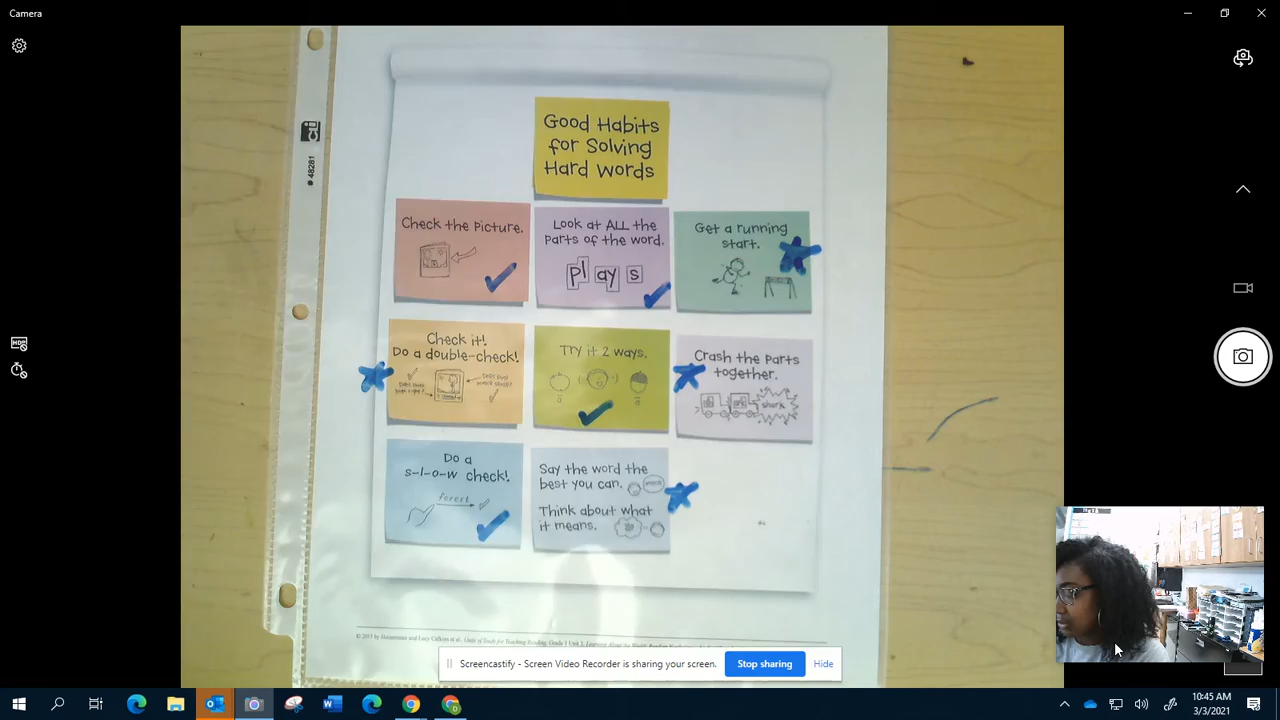 Camera
48281
Good Habits
for Solving
Hard Words
Check the picture.
Look at ALL the
parts of the word.
pl ay s
Get a running
start.
Check it!
Do a double-check!
Try it 2 ways.
Crash the parts
together.
shark
Do a
s-l-o-w check!
forest
Say the word the
best you can.
Think about what
it means.
Screencastify - Screen Video Recorder is sharing your screen.
Stop sharing
Hide
10:45 AM
3/3/2021